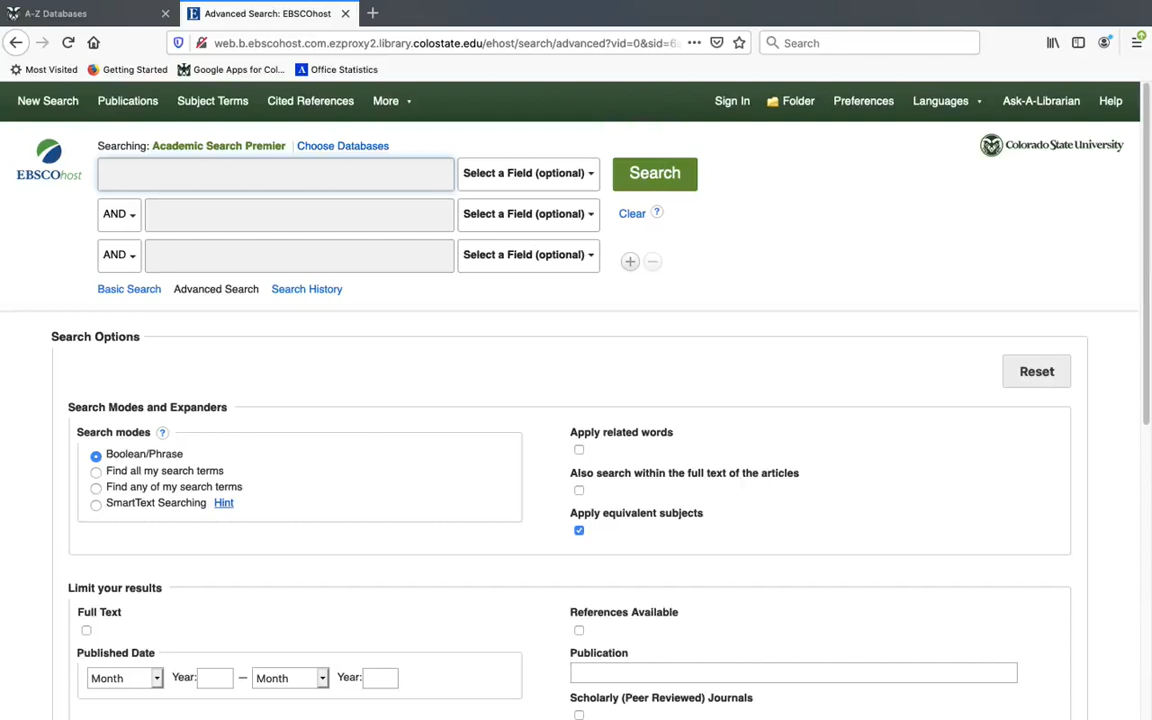 A-Z Databases
Advanced Search: EBSCOhost
web.b.ebscohost.com.ezproxy2.library.colostate.edu/ehost/search/advanced?vid=0&sid=6
Search
Most Visited Getting Started Google Apps for Col... Office Statistics
New Search Publications Subject Terms Cited References More Sign In Folder Preferences Languages Ask-A-Librarian Help
Searching: Academic Search Premier Choose Databases
EBSCOhost
Colorado State University
Select a Field (optional) Search
AND Select a Field (optional) Clear ?
AND Select a Field (optional)
Basic Search Advanced Search Search History
Search Options
Reset
Search Modes and Expanders
Search modes ?
Boolean/Phrase
Find all my search terms
Find any of my search terms
SmartText Searching Hint
Apply related words
Also search within the full text of the articles
Apply equivalent subjects
Limit your results
Full Text
Published Date
Month Year: — Month Year:
References Available
Publication
Scholarly (Peer Reviewed) Journals